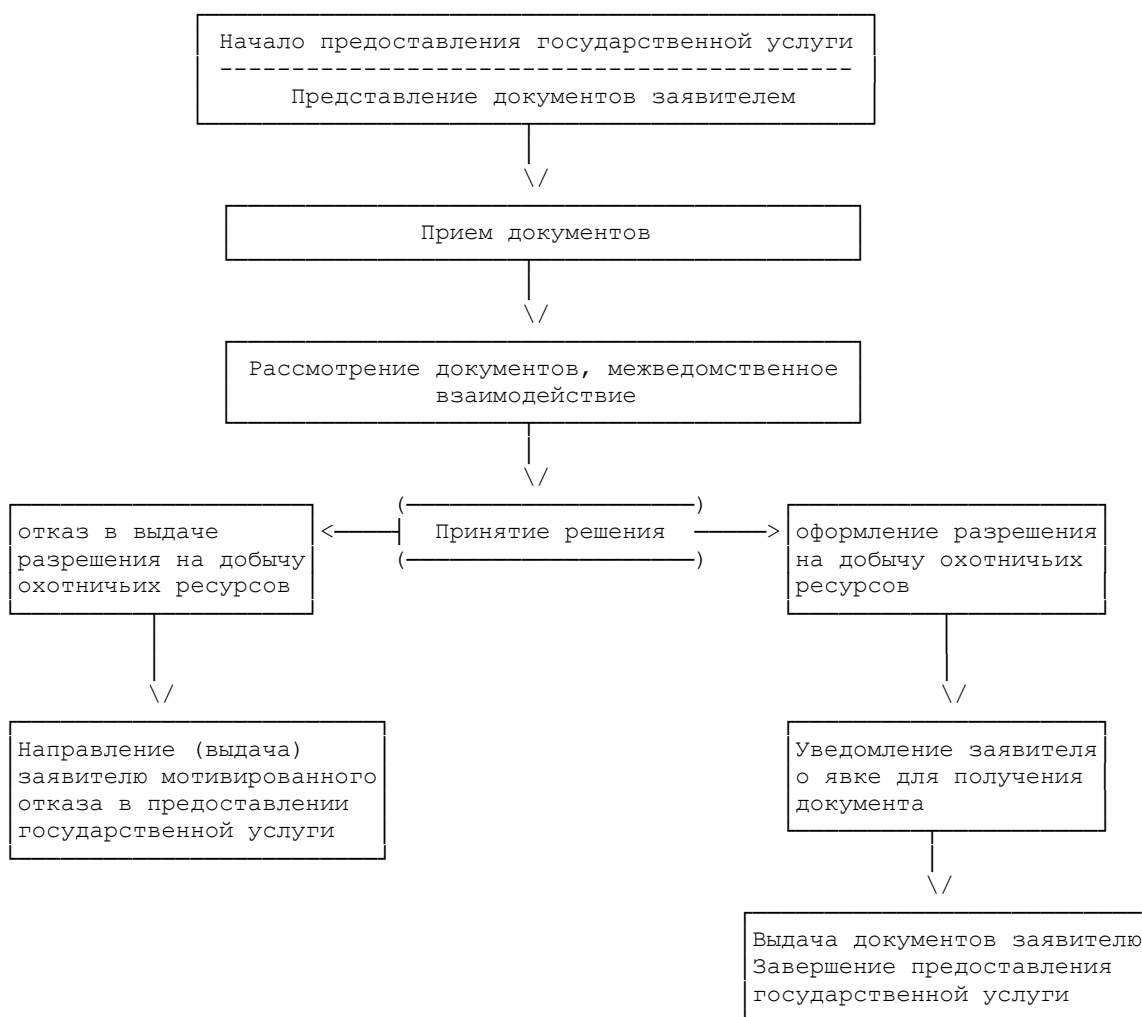 Начало предоставления государственной услуги
--------------------------------------------
Представление документов заявителем
Прием документов
Рассмотрение документов, межведомственное
взаимодействие
Принятие решения
отказ в выдаче
разрешения на добычу
охотничьих ресурсов
оформление разрешения
на добычу охотничьих
ресурсов
Направление (выдача)
заявителю мотивированного
отказа в предоставлении
государственной услуги
Уведомление заявителя
о явке для получения
документа
Выдача документов заявителю
Завершение предоставления
государственной услуги